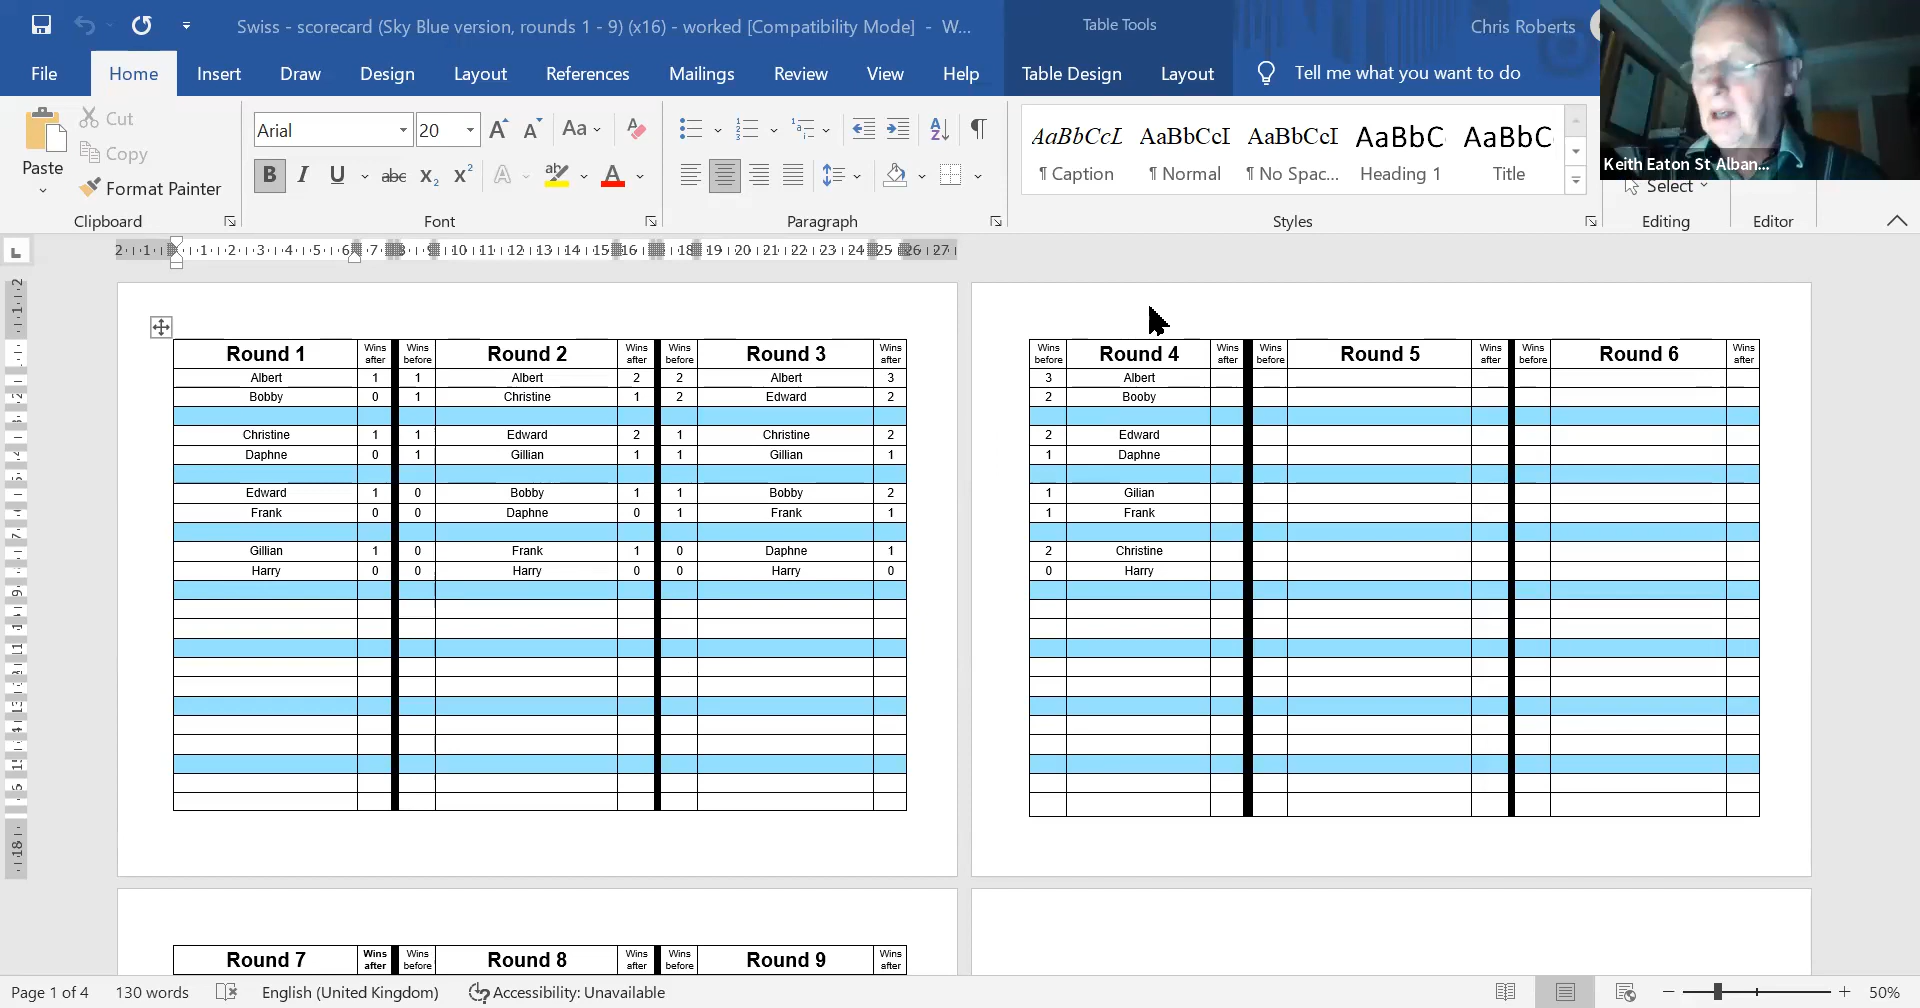 Swiss - scorecard (Sky Blue version, rounds 1 - 9) (x16) - worked [Compatibility Mode] - W...
Table Tools
Chris Roberts
File Home Insert Draw Design Layout References Mailings Review View Help Table Design Layout Tell me what you want to do
Paste
Cut
Copy
Format Painter
Arial 20
AaBbCcL AaBbCcI AaBbCcI AaBbC AaBbC
¶ Caption ¶ Normal ¶ No Spac... Heading 1 Title
Keith Eaton St Alban...
Select
Clipboard Font Paragraph Styles Editing Editor
Round 1 Wins after Wins before Round 2 Wins after Wins before Round 3 Wins after
Albert 1 1 Albert 2 2 Albert 3
Bobby 0 1 Christine 1 2 Edward 2
Christine 1 1 Edward 2 1 Christine 2
Daphne 0 1 Gillian 1 1 Gillian 1
Edward 1 0 Bobby 1 1 Bobby 2
Frank 0 0 Daphne 0 1 Frank 1
Gillian 1 0 Frank 1 0 Daphne 1
Harry 0 0 Harry 0 0 Harry 0
Wins before Round 4 Wins after Wins before Round 5 Wins after Wins before Round 6 Wins after
3 Albert
2 Booby
2 Edward
1 Daphne
1 Gilian
1 Frank
2 Christine
0 Harry
Round 7 Wins after Wins before Round 8 Wins after Wins before Round 9 Wins after
Page 1 of 4 130 words English (United Kingdom) Accessibility: Unavailable 50%